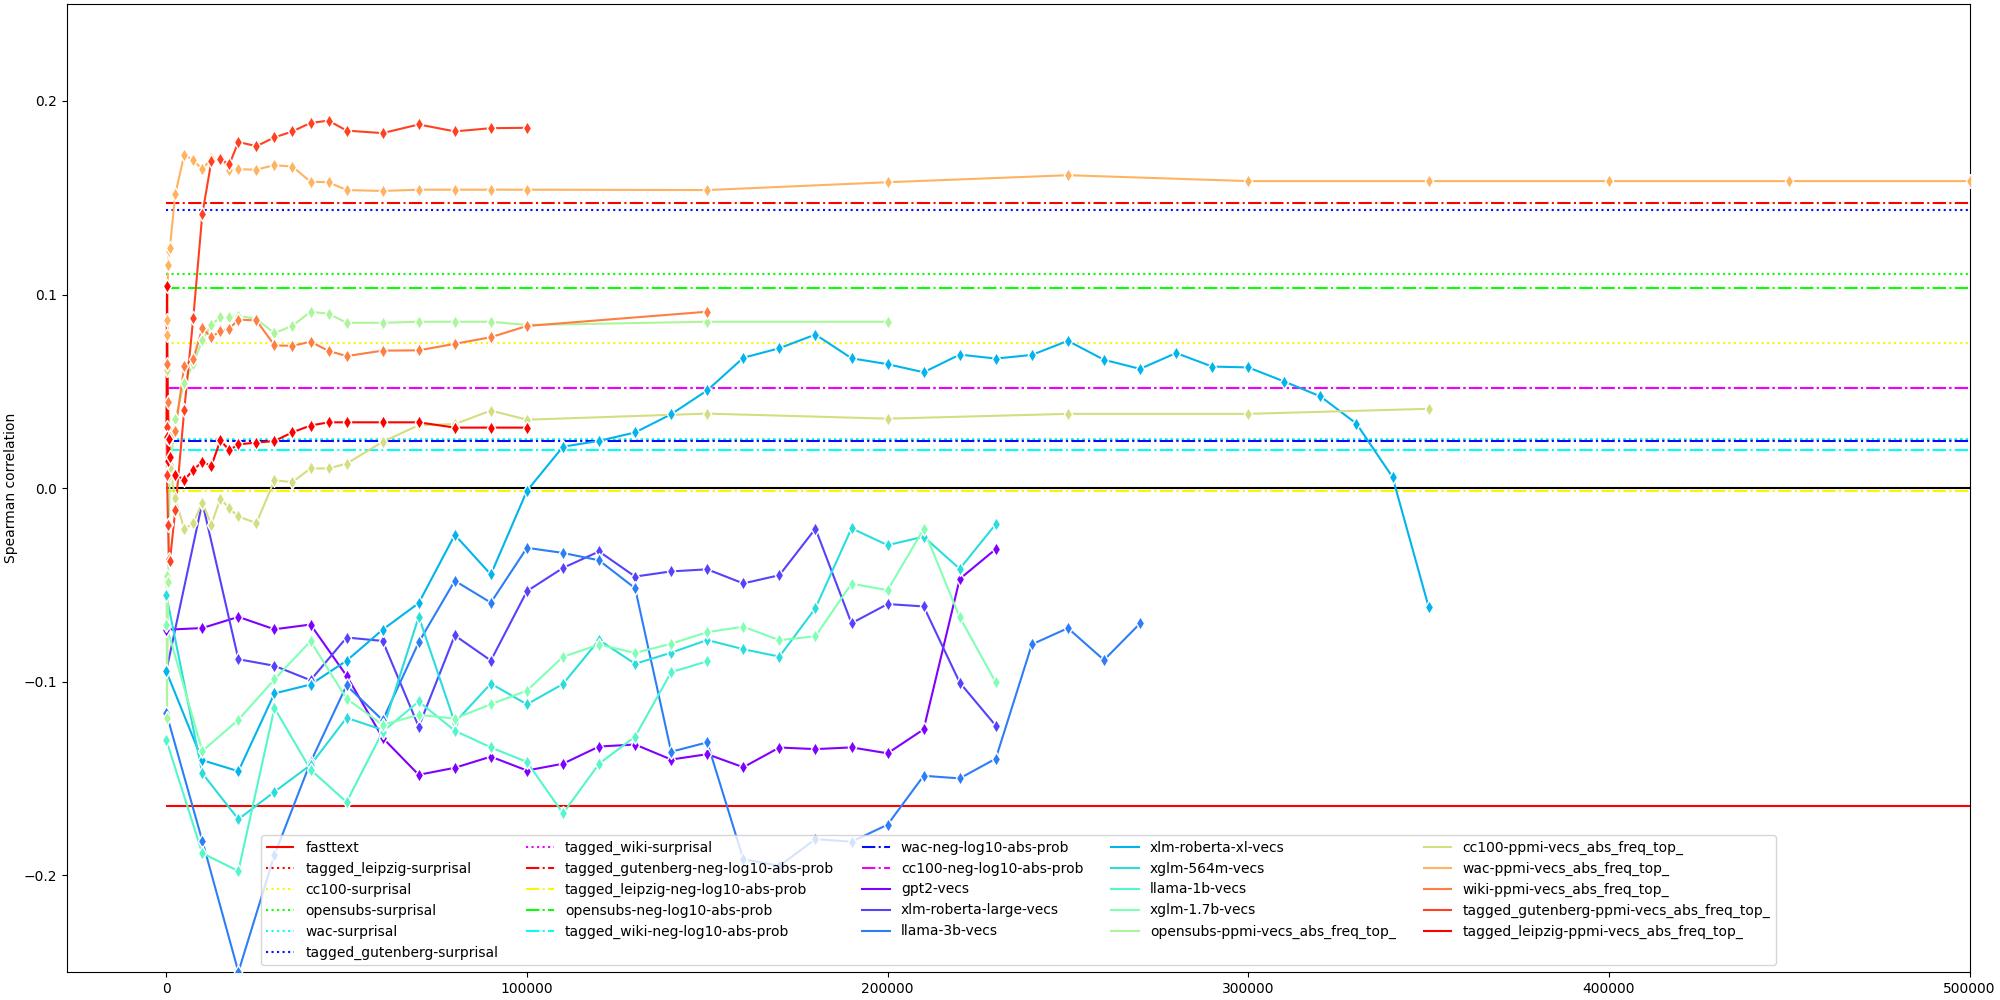 0.2
0.1
0.0
−0.1
−0.2
Spearman correlation
fasttext
tagged_leipzig-surprisal
cc100-surprisal
opensubs-surprisal
wac-surprisal
tagged_gutenberg-surprisal
tagged_wiki-surprisal
tagged_gutenberg-neg-log10-abs-prob
tagged_leipzig-neg-log10-abs-prob
opensubs-neg-log10-abs-prob
tagged_wiki-neg-log10-abs-prob
wac-neg-log10-abs-prob
cc100-neg-log10-abs-prob
gpt2-vecs
xlm-roberta-large-vecs
llama-3b-vecs
xlm-roberta-xl-vecs
xglm-564m-vecs
llama-1b-vecs
xglm-1.7b-vecs
opensubs-ppmi-vecs_abs_freq_top_
cc100-ppmi-vecs_abs_freq_top_
wac-ppmi-vecs_abs_freq_top_
wiki-ppmi-vecs_abs_freq_top_
tagged_gutenberg-ppmi-vecs_abs_freq_top_
tagged_leipzig-ppmi-vecs_abs_freq_top_
0 100000 200000 300000 400000 500000